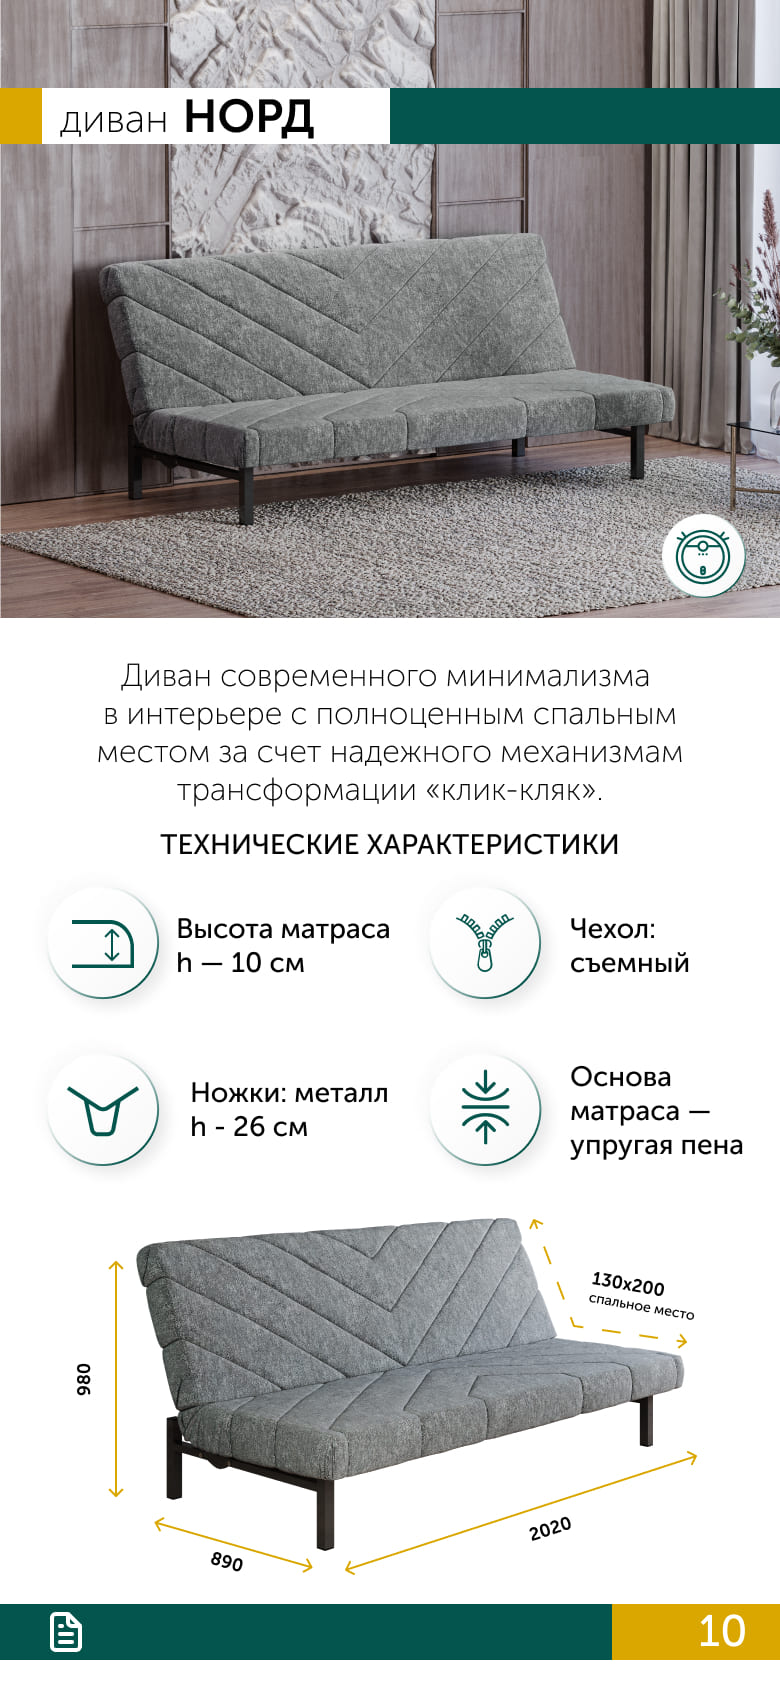 диван НОРД
Диван современного минимализма
в интерьере с полноценным спальным
местом за счет надежного механизмам
трансформации «клик-кляк».
ТЕХНИЧЕСКИЕ ХАРАКТЕРИСТИКИ
Высота матраса
h — 10 см
Чехол:
съемный
Ножки: металл
h - 26 см
Основа
матраса —
упругая пена
130x200
спальное место
980
890
2020
10